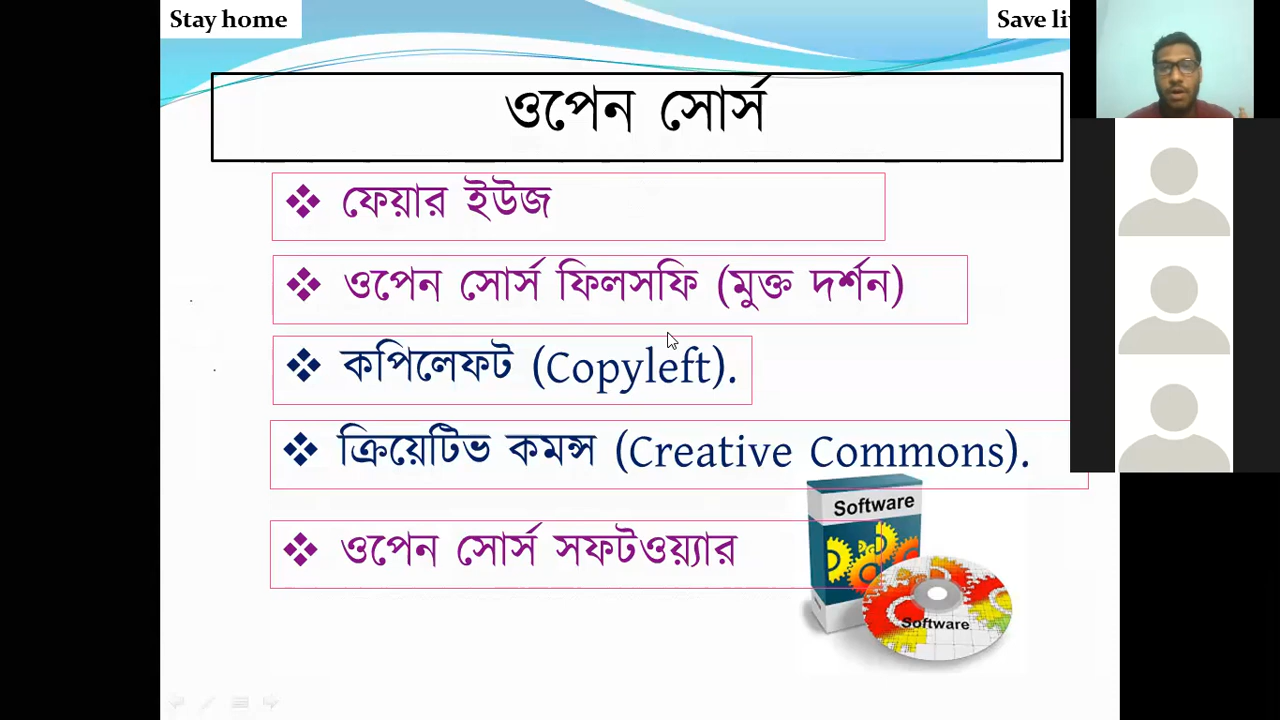 Stay home
Save li
ওপেন সোর্স
❖ ফেয়ার ইউজ
❖ ওপেন সোর্স ফিলসফি (মুক্ত দর্শন)
❖ কপিলেফট (Copyleft).
❖ ক্রিয়েটিভ কমন্স (Creative Commons).
❖ ওপেন সোর্স সফটওয়্যার
Software
Software